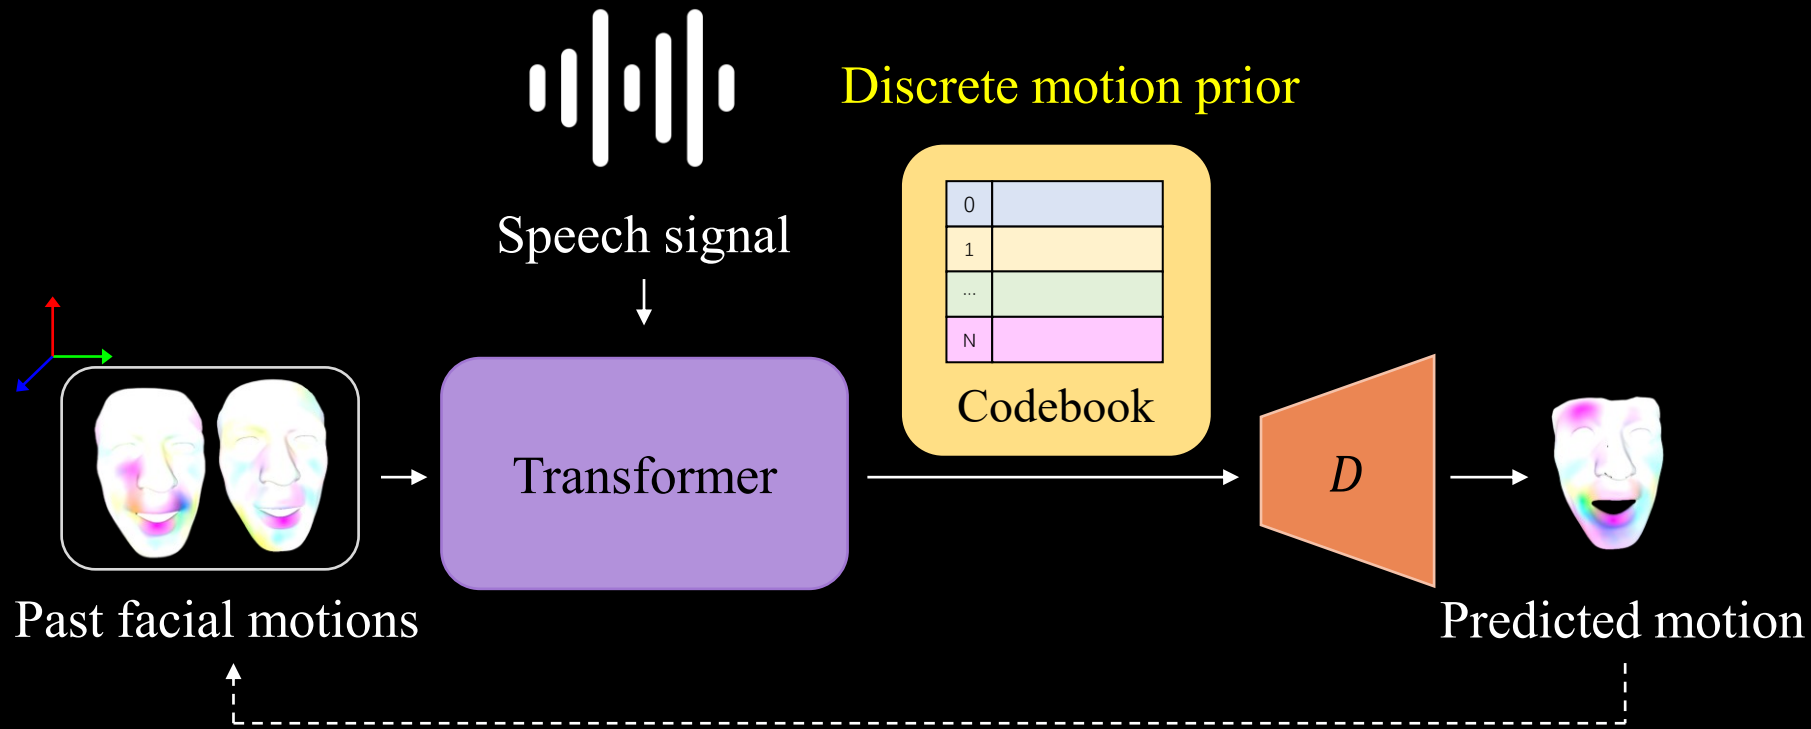 Discrete motion prior
Speech signal
0
1
...
N
Codebook
Transformer
D
Past facial motions
Predicted motion